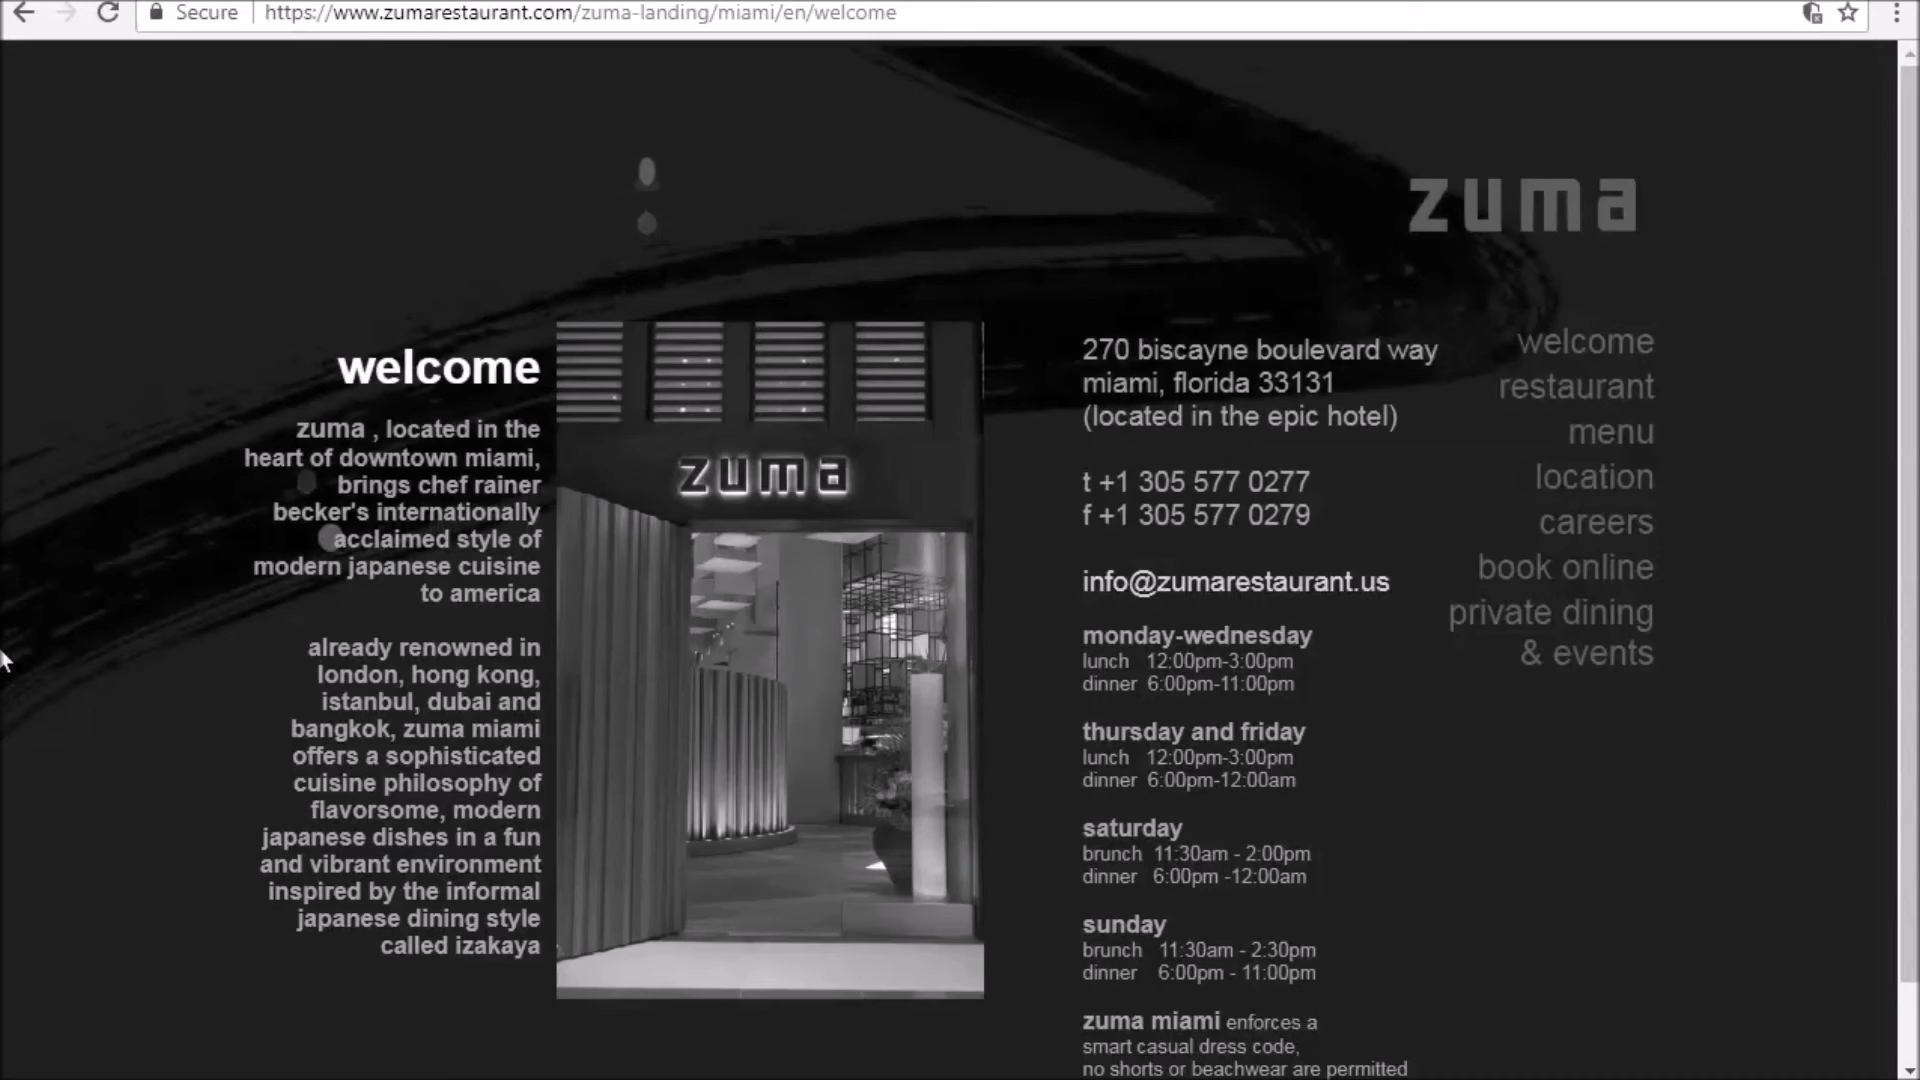 Secure https://www.zumarestaurant.com/zuma-landing/miami/en/welcome
zuma
welcome
zuma , located in the
heart of downtown miami,
brings chef rainer
becker's internationally
acclaimed style of
modern japanese cuisine
to america
already renowned in
london, hong kong,
istanbul, dubai and
bangkok, zuma miami
offers a sophisticated
cuisine philosophy of
flavorsome, modern
japanese dishes in a fun
and vibrant environment
inspired by the informal
japanese dining style
called izakaya
zuma
270 biscayne boulevard way
miami, florida 33131
(located in the epic hotel)
t +1 305 577 0277
f +1 305 577 0279
info@zumarestaurant.us
monday-wednesday
lunch 12:00pm-3:00pm
dinner 6:00pm-11:00pm
thursday and friday
lunch 12:00pm-3:00pm
dinner 6:00pm-12:00am
saturday
brunch 11:30am - 2:00pm
dinner 6:00pm -12:00am
sunday
brunch 11:30am - 2:30pm
dinner 6:00pm - 11:00pm
zuma miami enforces a
smart casual dress code,
no shorts or beachwear are permitted
welcome
restaurant
menu
location
careers
book online
private dining
& events